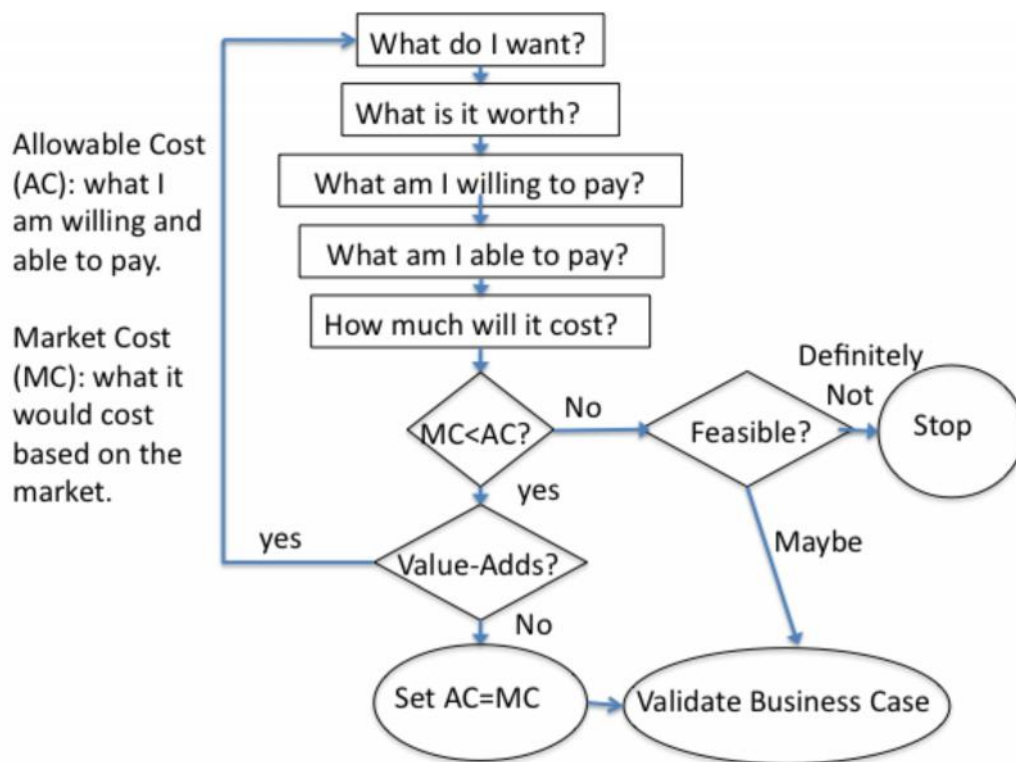 What do I want?
What is it worth?
What am I willing to pay?
What am I able to pay?
How much will it cost?
Allowable Cost
(AC): what I
am willing and
able to pay.
Market Cost
(MC): what it
would cost
based on the
market.
MC<AC?
No
Feasible?
Definitely
Not
Stop
yes
Value-Adds?
yes
Maybe
No
Set AC=MC
Validate Business Case